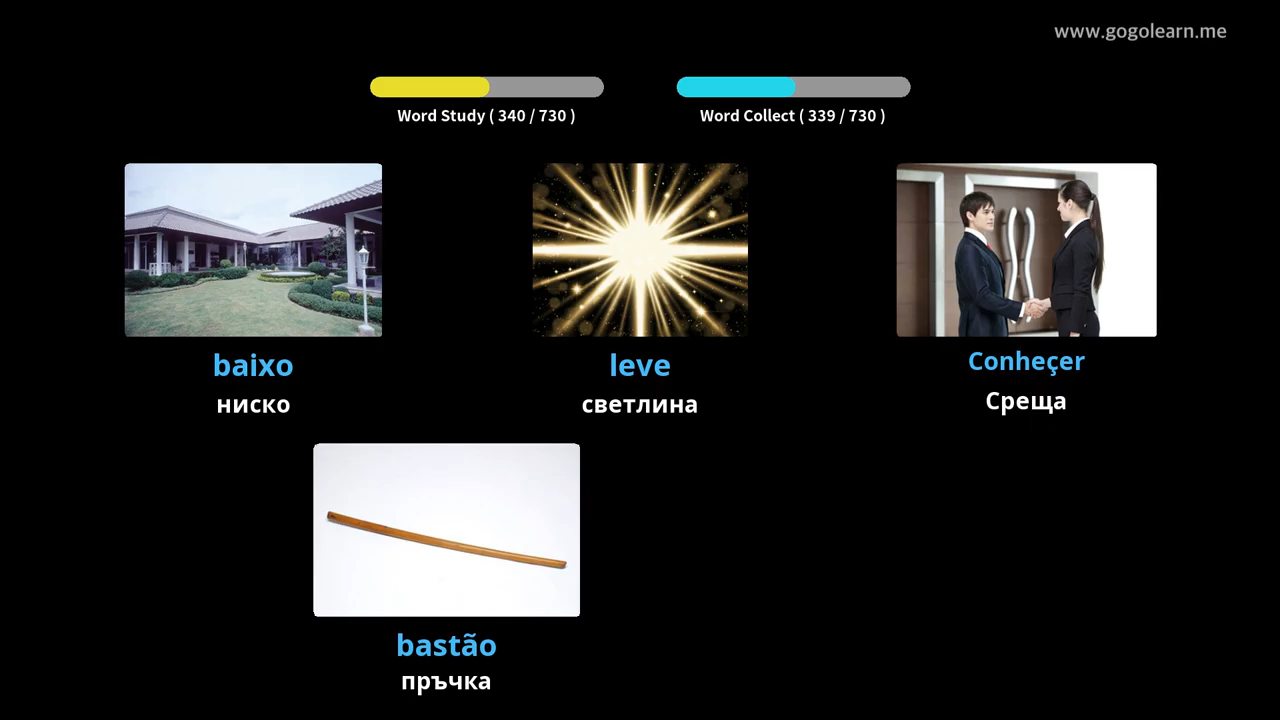 www.gogolearn.me
Word Study ( 340 / 730 )
Word Collect ( 339 / 730 )
baixo
ниско
leve
светлина
Conheçer
Среща
bastão
пръчка